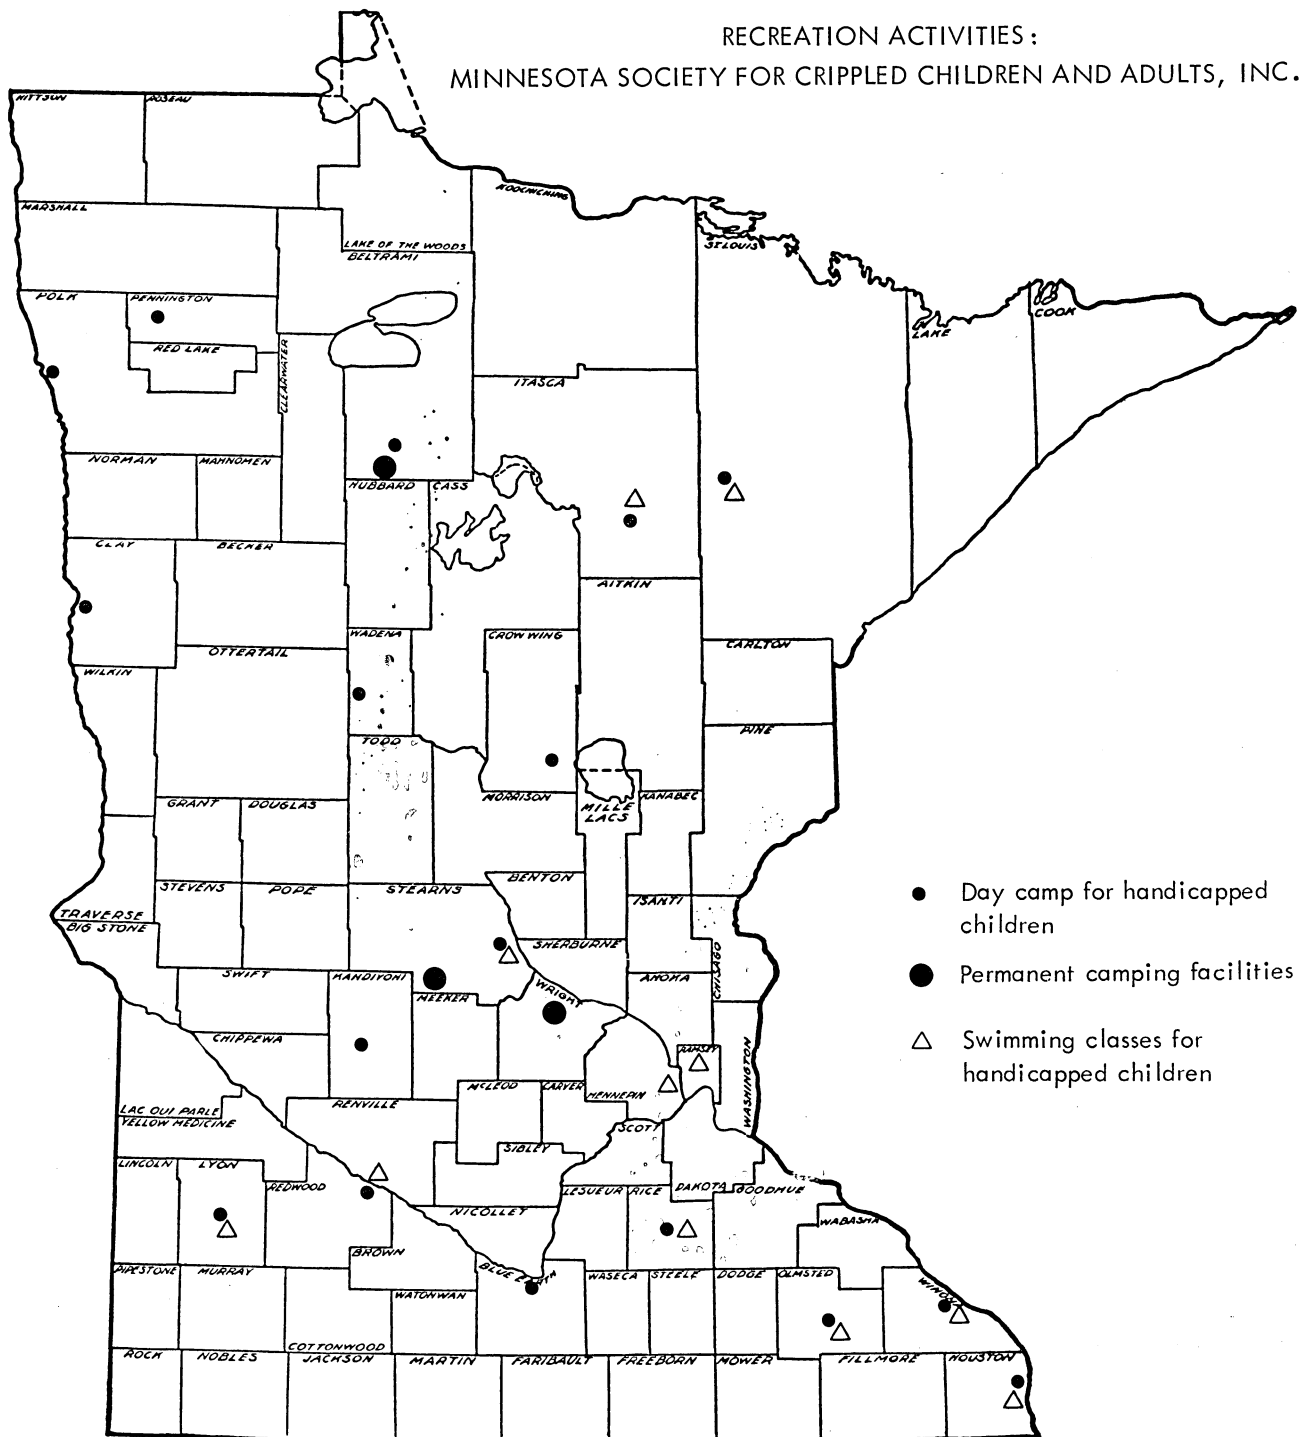 RECREATION ACTIVITIES:
MINNESOTA SOCIETY FOR CRIPPLED CHILDREN AND ADULTS, INC.
KITTSON
ROSEAU
KOOCHICHING
MARSHALL
ST. LOUIS
LAKE OF THE WOODS
BELTRAMI
POLK
PENNINGTON
COOK
LAKE
RED LAKE
CLEARWATER
ITASCA
NORMAN
MAHNOMEN
HUBBARD
CASS
CLAY
BECKER
AITKIN
WADENA
CROW WING
CARLTON
OTTERTAIL
WILKIN
PINE
TODD
GRANT
DOUGLAS
MORRISON
MILLE
LACS
KANABEC
STEVENS
POPE
STEARNS
BENTON
ISANTI
TRAVERSE
BIG STONE
SHERBURNE
CHISAGO
SWIFT
KANDIYOHI
MEEKER
WRIGHT
ANOKA
CHIPPEWA
RAMSEY
WASHINGTON
MCLEOD
CARVER
HENNEPIN
RENVILLE
LAC QUI PARLE
YELLOW MEDICINE
SCOTT
SIBLEY
LINCOLN
LYON
REDWOOD
LESUEUR
RICE
DAKOTA
GOODHUE
NICOLLET
WABASHA
BROWN
PIPESTONE
MURRAY
BLUE EARTH
WASECA
STEELE
DODGE
OLMSTED
WINONA
WATONWAN
COTTONWOOD
ROCK
NOBLES
JACKSON
MARTIN
FARIBAULT
FREEBORN
MOWER
FILLMORE
HOUSTON
Day camp for handicapped
children
Permanent camping facilities
Swimming classes for
handicapped children